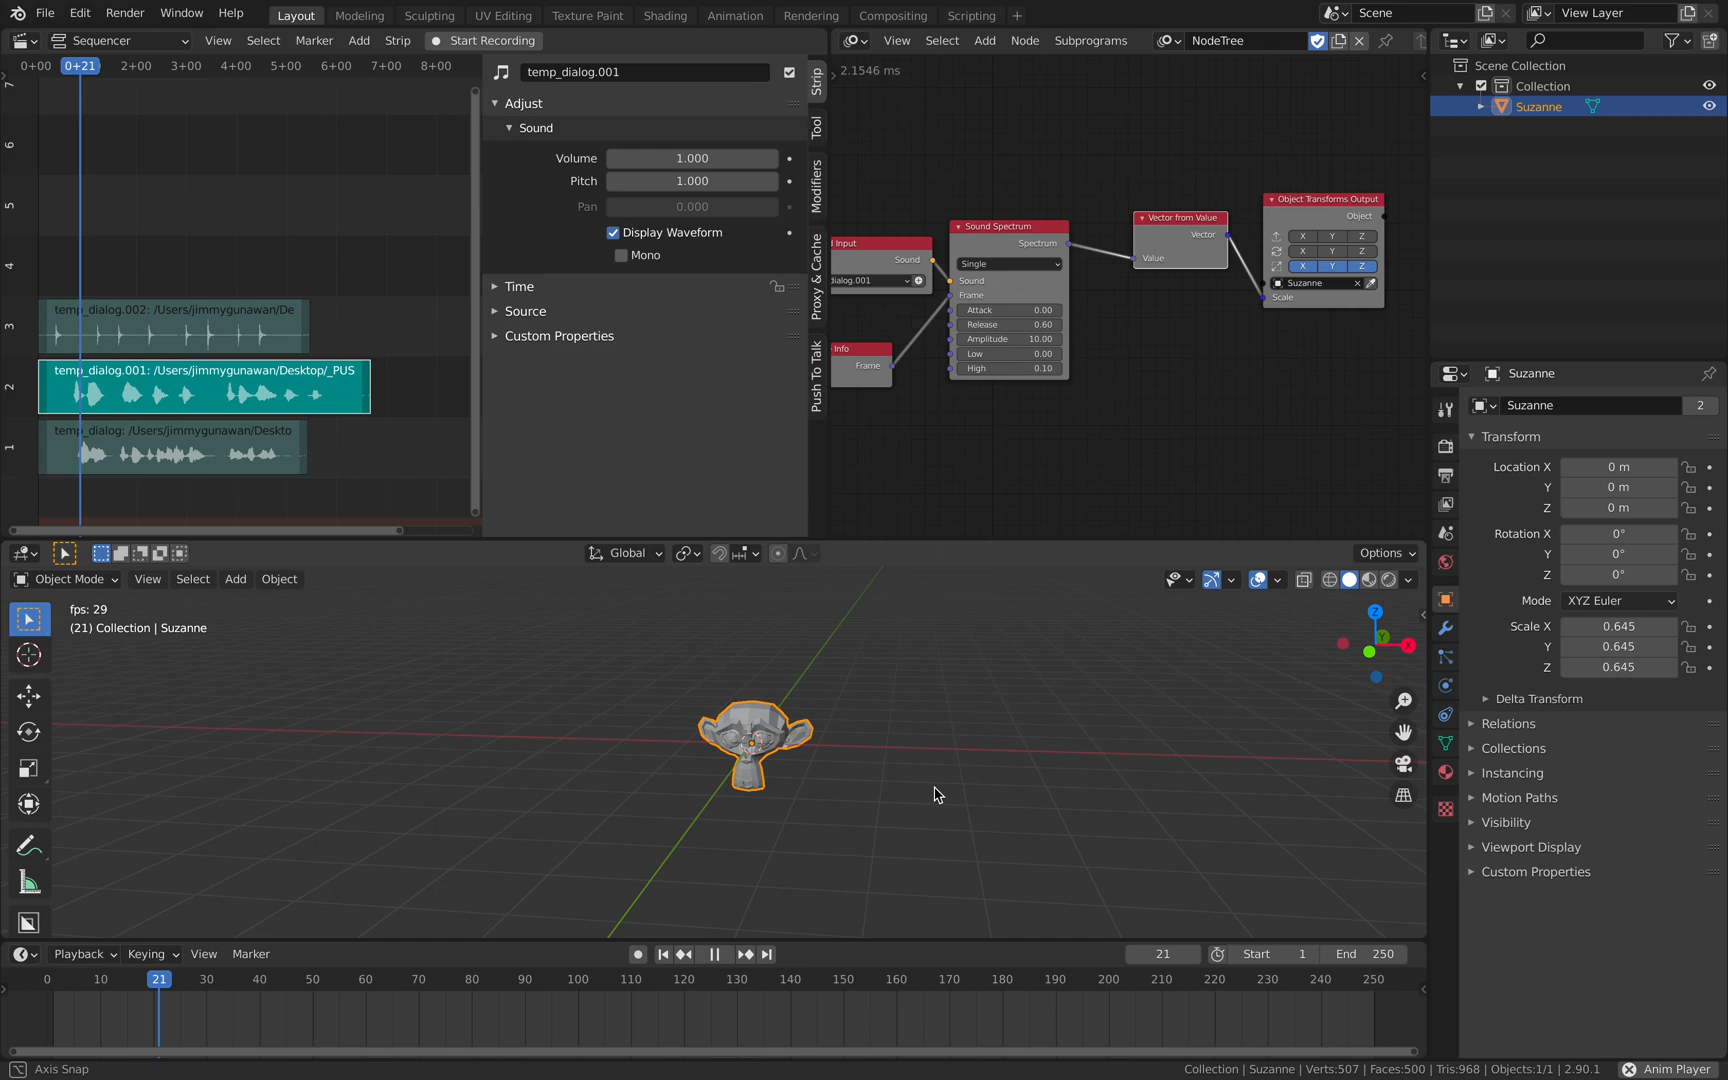 File Edit Render Window Help Layout Modeling Sculpting UV Editing Texture Paint Shading Animation Rendering Compositing Scripting + Scene View Layer
Sequencer View Select Marker Add Strip Start Recording
0+00 0+21 2+00 3+00 4+00 5+00 6+00 7+00 8+00
7
6
5
4
3
2
1
temp_dialog.002: /Users/jimmygunawan/De
temp_dialog.001: /Users/jimmygunawan/Desktop/_PUS
temp_dialog: /Users/jimmygunawan/Deskto
temp_dialog.001
Adjust
Sound
Volume 1.000
Pitch 1.000
Pan 0.000
Display Waveform
Mono
Time
Source
Custom Properties
Strip
Tool
Modifiers
Proxy & Cache
Push To Talk
View Select Add Node Subprograms NodeTree
2.1546 ms
d Input
Sound
dialog.001
Info
Frame
Sound Spectrum
Spectrum
Single
Sound
Frame
Attack 0.00
Release 0.60
Amplitude 10.00
Low 0.00
High 0.10
Vector from Value
Vector
Value
Object Transforms Output
Object
X Y Z
X Y Z
X Y Z
Suzanne
Scale
Scene Collection
Collection
Suzanne
Suzanne
Suzanne 2
Transform
Location X 0 m
Y 0 m
Z 0 m
Rotation X 0°
Y 0°
Z 0°
Mode XYZ Euler
Scale X 0.645
Y 0.645
Z 0.645
Delta Transform
Relations
Collections
Instancing
Motion Paths
Visibility
Viewport Display
Custom Properties
Global Options
Object Mode View Select Add Object
fps: 29
(21) Collection | Suzanne
Z
Y
X
Playback Keying View Marker 21 Start 1 End 250
0 10 21 30 40 50 60 70 80 90 100 110 120 130 140 150 160 170 180 190 200 210 220 230 240 250
Axis Snap Collection | Suzanne | Verts:507 | Faces:500 | Tris:968 | Objects:1/1 | 2.90.1 Anim Player